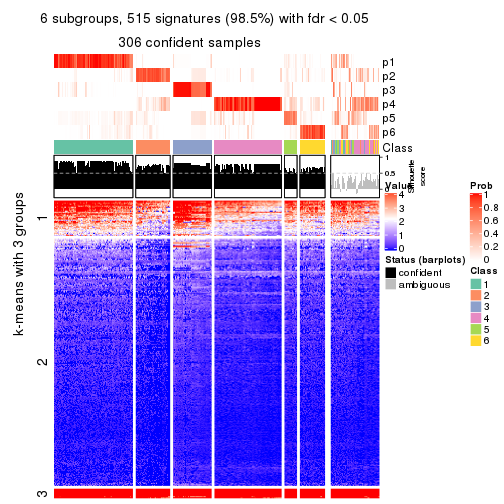 6 subgroups, 515 signatures (98.5%) with fdr < 0.05
306 confident samples
p1
p2
p3
p4
p5
p6
Class
1
0.5
0
Silhouette
score
k-means with 3 groups
1
2
3
Value
4
3
2
1
0
Status (barplots)
confident
ambiguous
Prob
1
0.8
0.6
0.4
0.2
0
Class
1
2
3
4
5
6